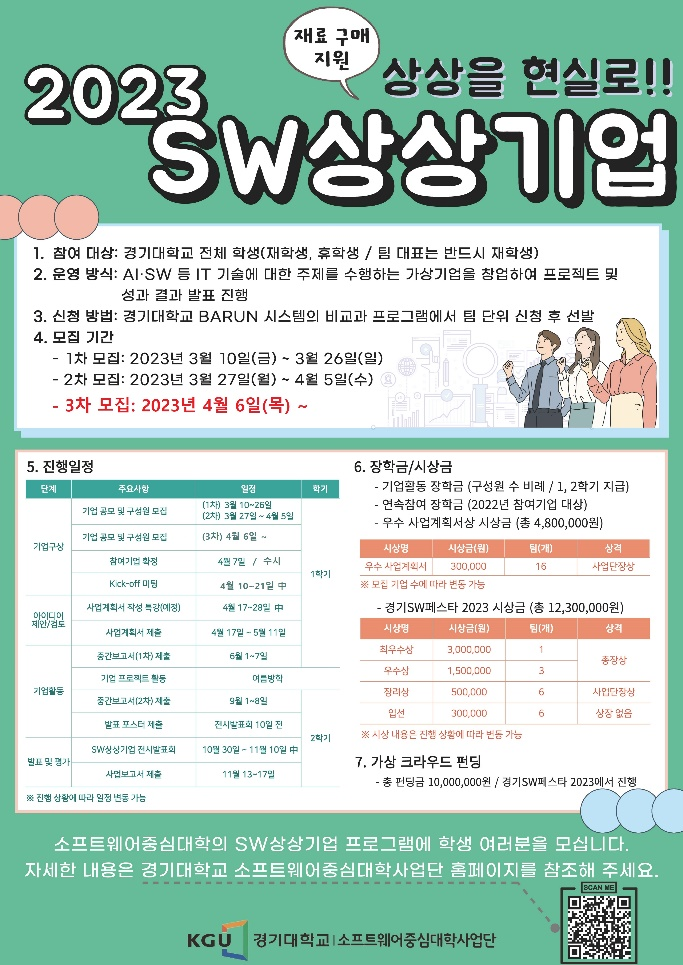 재료 구매
지원
상상을 현실로!!
2023
SW상상기업
1. 참여 대상: 경기대학교 전체 학생(재학생, 휴학생 / 팀 대표는 반드시 재학생)
2. 운영 방식: AI·SW 등 IT 기술에 대한 주제를 수행하는 가상기업을 창업하여 프로젝트 및
성과 결과 발표 진행
3. 신청 방법: 경기대학교 BARUN 시스템의 비교과 프로그램에서 팀 단위 신청 후 선발
4. 모집 기간
- 1차 모집: 2023년 3월 10일(금) ~ 3월 26일(일)
- 2차 모집: 2023년 3월 27일(월) ~ 4월 5일(수)
- 3차 모집: 2023년 4월 6일(목) ~
5. 진행일정
단계 주요사항 일정 학기
기업구상
기업 공모 및 구성원 모집 (1차) 3월 10~26일
(2차) 3월 27일 ~ 4월 5일
기업 공모 및 구성원 모집 (3차) 4월 6일 ~
참여기업 확정 4월 7일 / 수시
Kick-off 미팅 4월 10~21일 中
1학기
아이디어
제안/검토
사업계획서 작성 특강(예정) 4월 17~28일 中
사업계획서 제출 4월 17일 ~ 5월 11일
기업활동
중간보고서(1차) 제출 6월 1~7일
기업 프로젝트 활동 여름방학
중간보고서(2차) 제출 9월 1~8일
발표 포스터 제출 전시발표회 10일 전
2학기
발표 및 평가
SW상상기업 전시발표회 10월 30일 ~ 11월 10일 中
사업보고서 제출 11월 13~17일
※ 진행 상황에 따라 일정 변동 가능
6. 장학금/시상금
- 기업활동 장학금 (구성원 수 비례 / 1, 2학기 지급)
- 연속참여 장학금 (2022년 참여기업 대상)
- 우수 사업계획서상 시상금 (총 4,800,000원)
시상명 시상금(원) 팀(개) 상격
우수 사업계획서 300,000 16 사업단장상
※ 모집 기업 수에 따라 변동 가능
- 경기SW페스타 2023 시상금 (총 12,300,000원)
시상명 시상금(원) 팀(개) 상격
최우수상 3,000,000 1 총장상
우수상 1,500,000 3
장려상 500,000 6 사업단장상
입선 300,000 6 상장 없음
※ 시상 내용은 진행 상황에 따라 변동 가능
7. 가상 크라우드 펀딩
- 총 펀딩금 10,000,000원 / 경기SW페스타 2023에서 진행
소프트웨어중심대학의 SW상상기업 프로그램에 학생 여러분을 모십니다.
자세한 내용은 경기대학교 소프트웨어중심대학사업단 홈페이지를 참조해 주세요.
SCAN ME
KGU 경기대학교 | 소프트웨어중심대학사업단